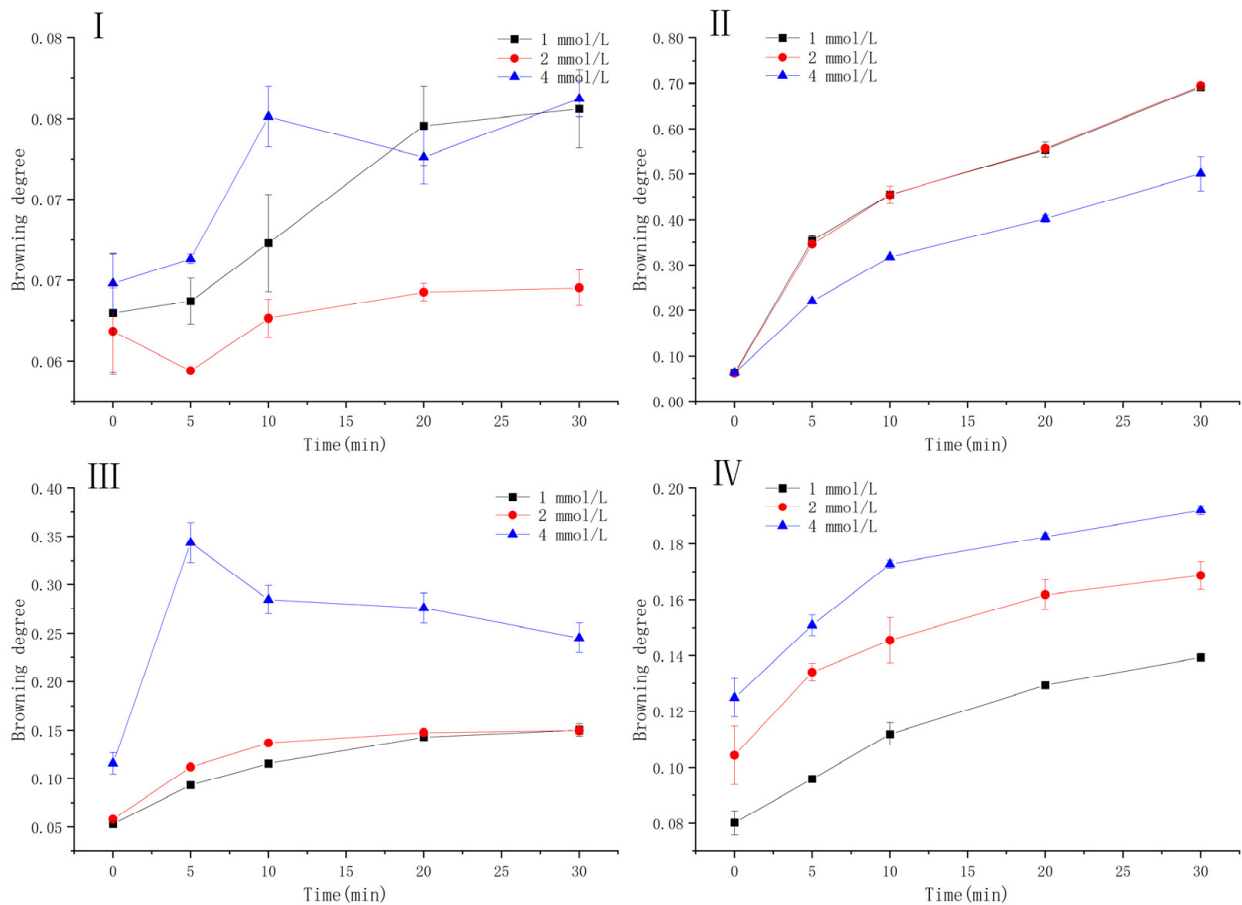 I
1 mmol/L
2 mmol/L
4 mmol/L
0.08
0.08
0.07
0.07
0.06
Browning degree
0 5 10 15 20 25 30
Time(min)
II
1 mmol/L
2 mmol/L
4 mmol/L
0.80
0.70
0.60
0.50
0.40
0.30
0.20
0.10
0.00
Browning degree
0 5 10 15 20 25 30
Time(min)
III
1 mmol/L
2 mmol/L
4 mmol/L
0.40
0.35
0.30
0.25
0.20
0.15
0.10
0.05
Browning degree
0 5 10 15 20 25 30
Time(min)
IV
1 mmol/L
2 mmol/L
4 mmol/L
0.20
0.18
0.16
0.14
0.12
0.10
0.08
Browning degree
0 5 10 15 20 25 30
Time(min)